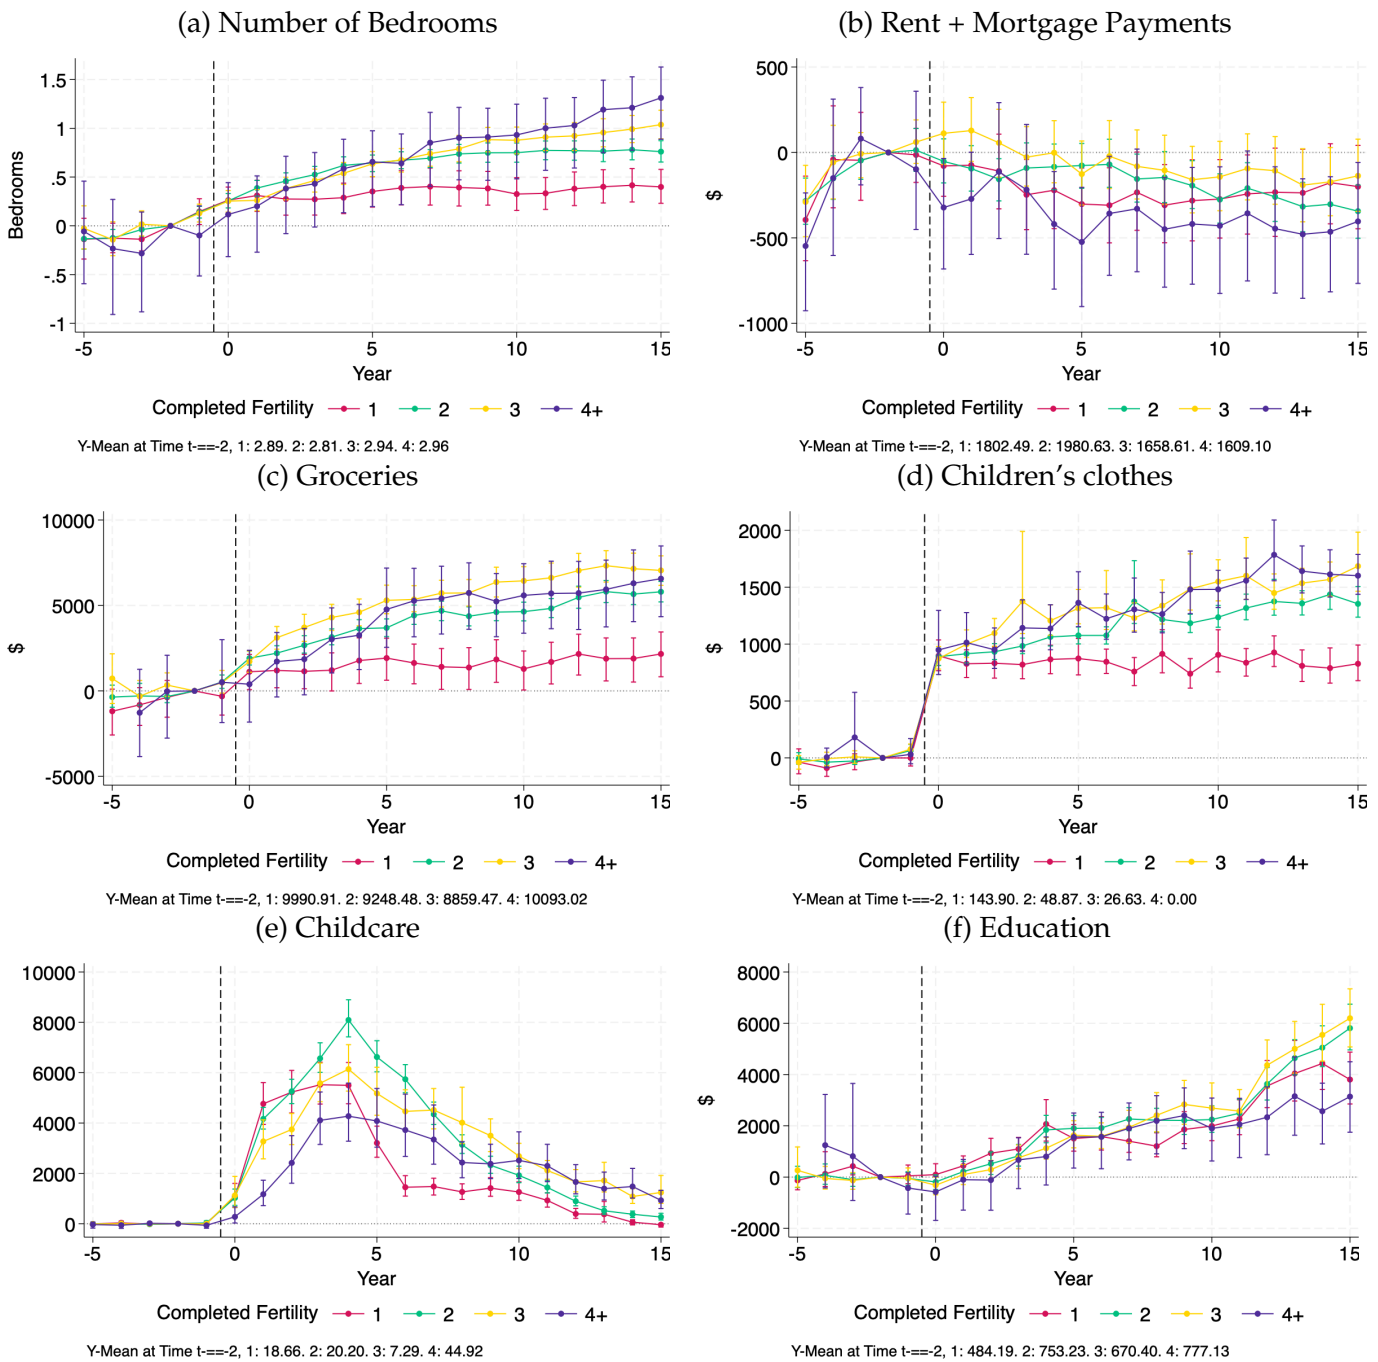 (a) Number of Bedrooms
1.5
1
.5
0
-.5
-1
Bedrooms
-5
0
5
10
15
Year
Completed Fertility 1 2 3 4+
Y-Mean at Time t-==-2, 1: 2.89. 2: 2.81. 3: 2.94. 4: 2.96
(b) Rent + Mortgage Payments
500
0
-500
-1000
$
-5
0
5
10
15
Year
Completed Fertility 1 2 3 4+
Y-Mean at Time t-==-2, 1: 1802.49. 2: 1980.63. 3: 1658.61. 4: 1609.10
(c) Groceries
10000
5000
0
-5000
$
-5
0
5
10
15
Year
Completed Fertility 1 2 3 4+
Y-Mean at Time t-==-2, 1: 9990.91. 2: 9248.48. 3: 8859.47. 4: 10093.02
(d) Children's clothes
2000
1500
1000
500
0
$
-5
0
5
10
15
Year
Completed Fertility 1 2 3 4+
Y-Mean at Time t-==-2, 1: 143.90. 2: 48.87. 3: 26.63. 4: 0.00
(e) Childcare
10000
8000
6000
4000
2000
0
$
-5
0
5
10
15
Year
Completed Fertility 1 2 3 4+
Y-Mean at Time t-==-2, 1: 18.66. 2: 20.20. 3: 7.29. 4: 44.92
(f) Education
8000
6000
4000
2000
0
-2000
$
-5
0
5
10
15
Year
Completed Fertility 1 2 3 4+
Y-Mean at Time t-==-2, 1: 484.19. 2: 753.23. 3: 670.40. 4: 777.13